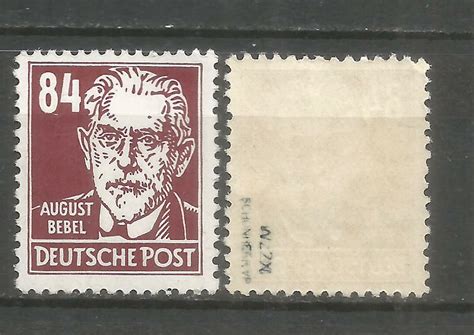 84
AUGUST
BEBEL
DEUTSCHE POST